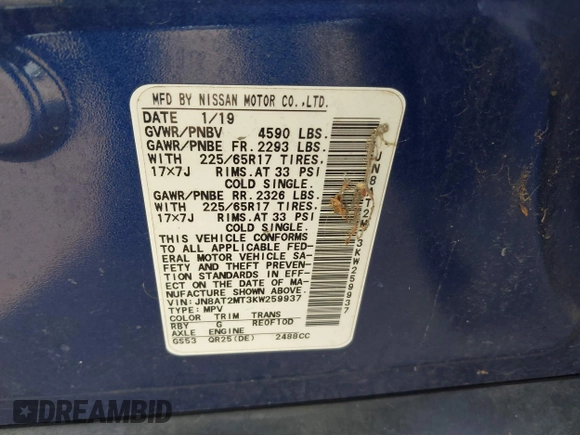 MFD BY NISSAN MOTOR CO.,LTD.
DATE 1/19
GVWR/PNBV 4590 LBS.
GAWR/PNBE FR. 2293 LBS.
WITH 225/65R17 TIRES.
17×7J RIMS. AT 33 PSI
COLD SINGLE.
GAWR/PNBE RR. 2326 LBS.
WITH 225/65R17 TIRES.
17×7J RIMS. AT 33 PSI
COLD SINGLE.
THIS VEHICLE CONFORMS
TO ALL APPLICABLE FED-
ERAL MOTOR VEHICLE SA-
FETY AND THEFT PREVENTION
STANDARDS IN EFF-
ECT ON THE DATE OF MA-
NUFACTURE SHOWN ABOVE.
VIN: JN8AT2MT3KW259937
TYPE: MPV
COLOR TRIM TRANS
RBY G RE0F10D
AXLE ENGINE
GS53 QR25(DE) 2488CC
JN8AT2MT3KW259937
DREAMBID